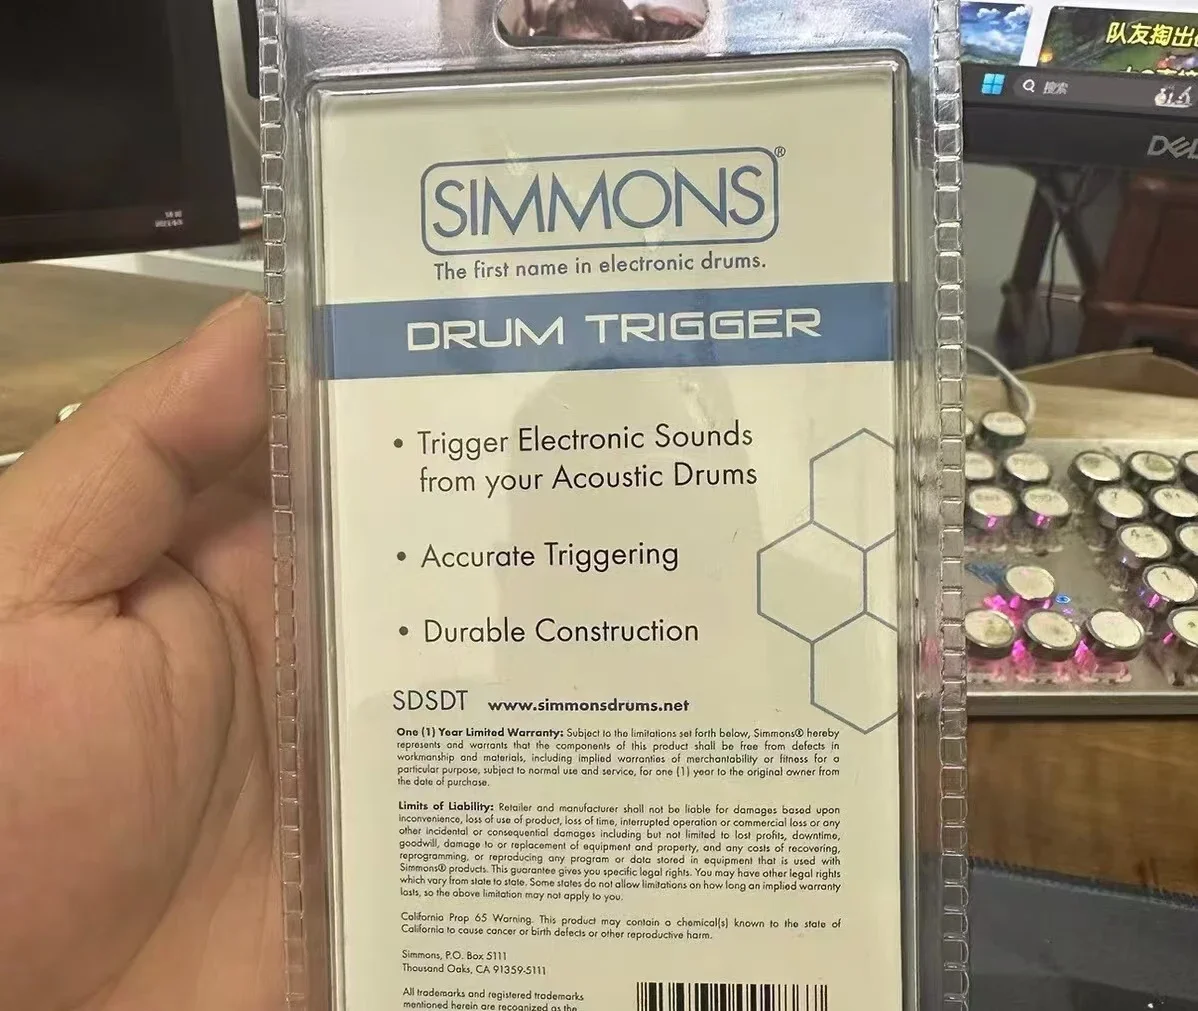 SIMMONS®
The first name in electronic drums.
DRUM TRIGGER
• Trigger Electronic Sounds
from your Acoustic Drums
• Accurate Triggering
• Durable Construction
SDSDT www.simmonsdrums.net
One (1) Year Limited Warranty: Subject to the limitations set forth below, Simmons® hereby
represents and warrants that the components of this product shall be free from defects in
workmanship and materials, including implied warranties of merchantability or fitness for a
particular purpose, subject to normal use and service, for one (1) year to the original owner from
the date of purchase.
Limits of Liability: Retailer and manufacturer shall not be liable for damages based upon
inconvenience, loss of use of product, loss of time, interrupted operation or commercial loss or any
other incidental or consequential damages including but not limited to lost profits, downtime,
goodwill, damage to or replacement of equipment and property, and any costs of recovering,
reprogramming, or reproducing any program or data stored in equipment that is used with
Simmons® products. This guarantee gives you specific legal rights. You may have other legal rights
which vary from state to state. Some states do not allow limitations on how long an implied warranty
lasts, so the above limitation may not apply to you.
California Prop 65 Warning. This product may contain a chemical(s) known to the state of
California to cause cancer or birth defects or other reproductive harm.
Simmons, P.O. Box 5111
Thousand Oaks, CA 91359-5111
All trademarks and registered trademarks
mentioned herein are recognized as the
队友掏出
搜索
DELL